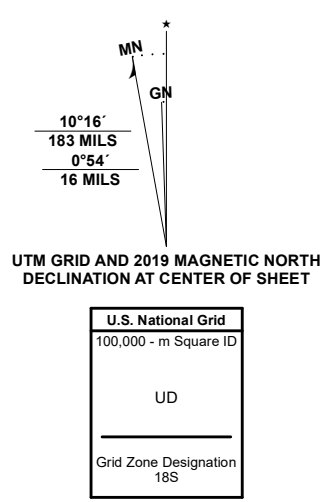 MN
GN
10°16´
183 MILS
0°54´
16 MILS
UTM GRID AND 2019 MAGNETIC NORTH
DECLINATION AT CENTER OF SHEET
U.S. National Grid
100,000 - m Square ID
UD
Grid Zone Designation
18S